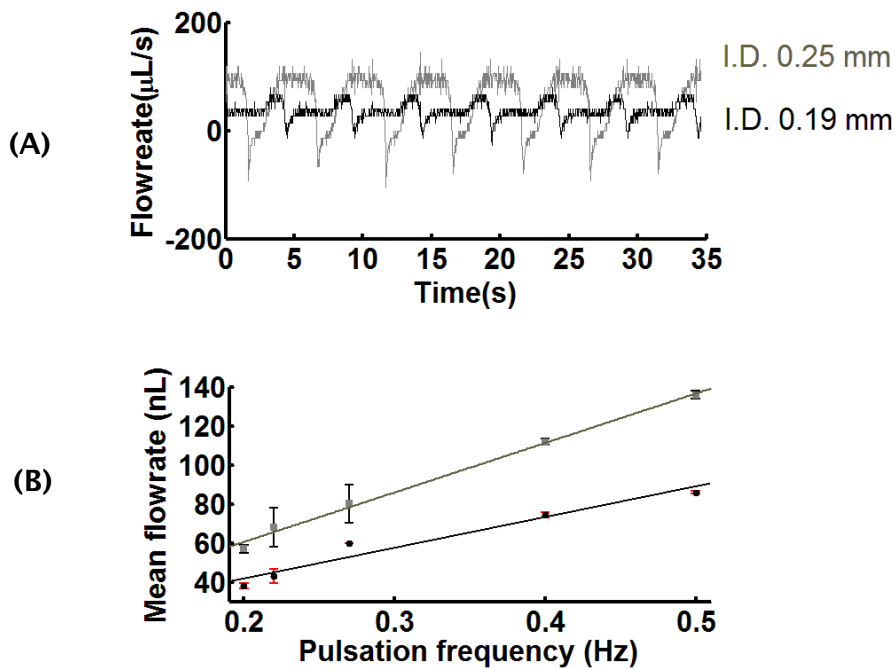 (A)
Flowreate(μL/s)
200
0
-200
0 5 10 15 20 25 30 35
Time(s)
I.D. 0.25 mm
I.D. 0.19 mm
(B)
Mean flowrate (nL)
140
120
100
80
60
40
0.2 0.3 0.4 0.5
Pulsation frequency (Hz)